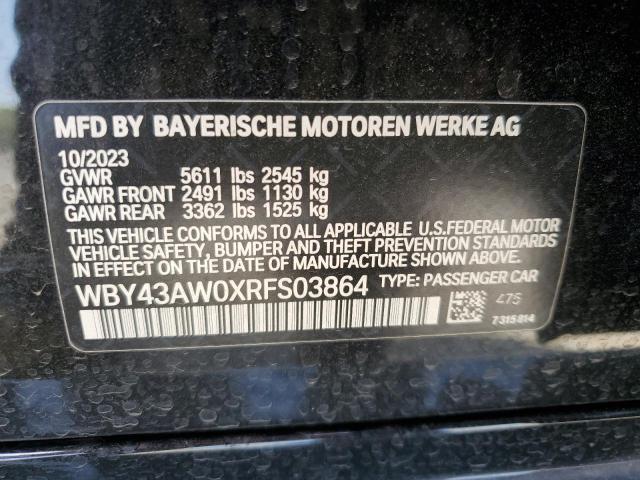 MFD BY BAYERISCHE MOTOREN WERKE AG
10/2023
GVWR 5611 lbs 2545 kg
GAWR FRONT 2491 lbs 1130 kg
GAWR REAR 3362 lbs 1525 kg
THIS VEHICLE CONFORMS TO ALL APPLICABLE U.S.FEDERAL MOTOR
VEHICLE SAFETY, BUMPER AND THEFT PREVENTION STANDARDS
IN EFFECT ON THE DATE OF MANUFACTURE SHOWN ABOVE.
WBY43AW0XRFS03864 TYPE: PASSENGER CAR
475
7315814